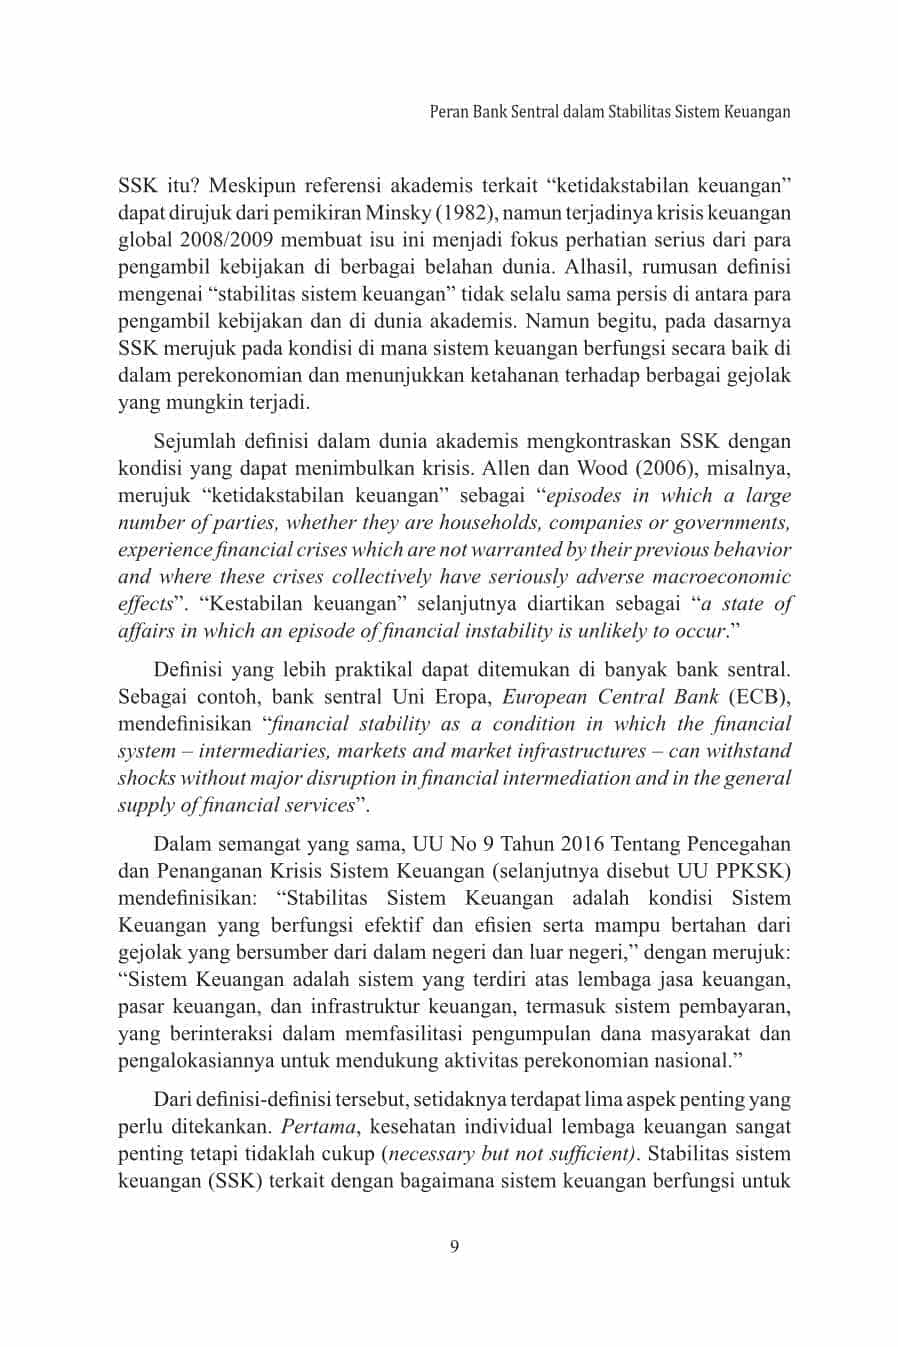 Peran Bank Sentral dalam Stabilitas Sistem Keuangan
SSK itu? Meskipun referensi akademis terkait “ketidakstabilan keuangan”
dapat dirujuk dari pemikiran Minsky (1982), namun terjadinya krisis keuangan
global 2008/2009 membuat isu ini menjadi fokus perhatian serius dari para
pengambil kebijakan di berbagai belahan dunia. Alhasil, rumusan definisi
mengenai “stabilitas sistem keuangan” tidak selalu sama persis di antara para
pengambil kebijakan dan di dunia akademis. Namun begitu, pada dasarnya
SSK merujuk pada kondisi di mana sistem keuangan berfungsi secara baik di
dalam perekonomian dan menunjukkan ketahanan terhadap berbagai gejolak
yang mungkin terjadi.
Sejumlah definisi dalam dunia akademis mengkontraskan SSK dengan
kondisi yang dapat menimbulkan krisis. Allen dan Wood (2006), misalnya,
merujuk “ketidakstabilan keuangan” sebagai “episodes in which a large
number of parties, whether they are households, companies or governments,
experience financial crises which are not warranted by their previous behavior
and where these crises collectively have seriously adverse macroeconomic
effects”. “Kestabilan keuangan” selanjutnya diartikan sebagai “a state of
affairs in which an episode of financial instability is unlikely to occur.”
Definisi yang lebih praktikal dapat ditemukan di banyak bank sentral.
Sebagai contoh, bank sentral Uni Eropa, European Central Bank (ECB),
mendefinisikan “financial stability as a condition in which the financial
system – intermediaries, markets and market infrastructures – can withstand
shocks without major disruption in financial intermediation and in the general
supply of financial services”.
Dalam semangat yang sama, UU No 9 Tahun 2016 Tentang Pencegahan
dan Penanganan Krisis Sistem Keuangan (selanjutnya disebut UU PPKSK)
mendefinisikan: “Stabilitas Sistem Keuangan adalah kondisi Sistem
Keuangan yang berfungsi efektif dan efisien serta mampu bertahan dari
gejolak yang bersumber dari dalam negeri dan luar negeri,” dengan merujuk:
“Sistem Keuangan adalah sistem yang terdiri atas lembaga jasa keuangan,
pasar keuangan, dan infrastruktur keuangan, termasuk sistem pembayaran,
yang berinteraksi dalam memfasilitasi pengumpulan dana masyarakat dan
pengalokasiannya untuk mendukung aktivitas perekonomian nasional.”
Dari definisi-definisi tersebut, setidaknya terdapat lima aspek penting yang
perlu ditekankan. Pertama, kesehatan individual lembaga keuangan sangat
penting tetapi tidaklah cukup (necessary but not sufficient). Stabilitas sistem
keuangan (SSK) terkait dengan bagaimana sistem keuangan berfungsi untuk
9